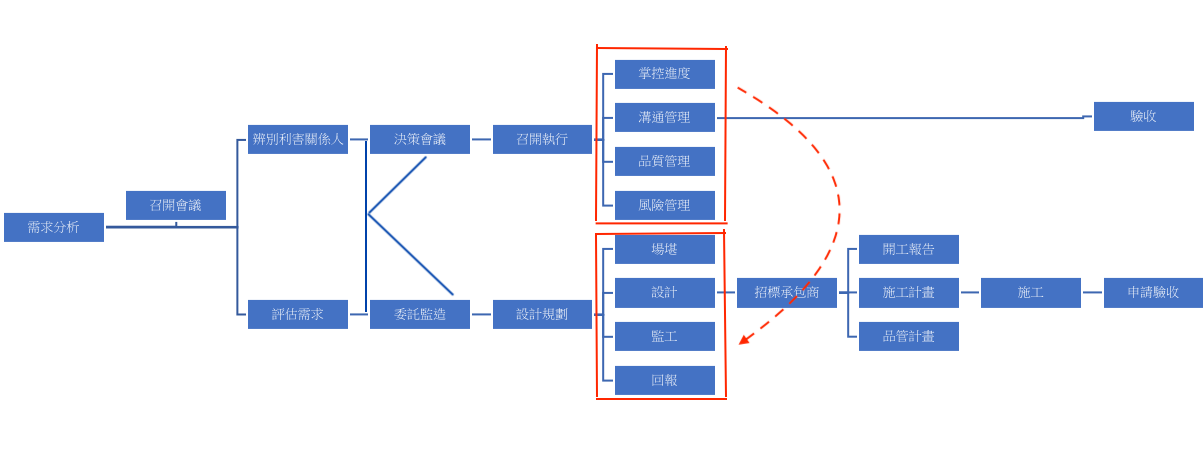 需求分析
召開會議
辨別利害關係人
評估需求
決策會議
委託監造
召開執行
設計規劃
掌控進度
溝通管理
品質管理
風險管理
場堪
設計
監工
回報
招標承包商
開工報告
施工計畫
品管計畫
施工
驗收
申請驗收